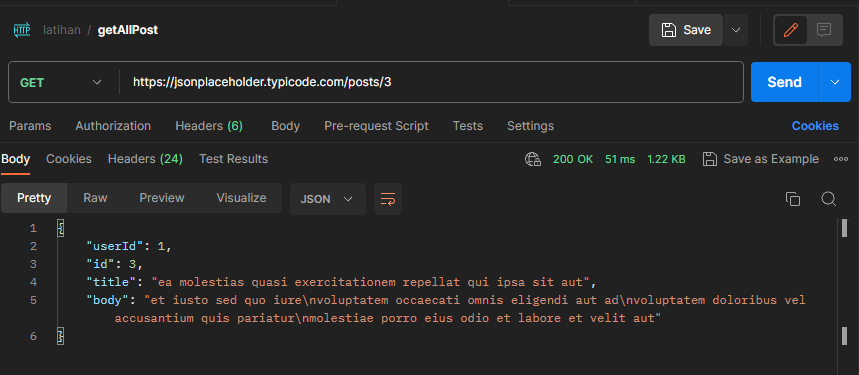 HTTP latihan / getAllPost Save
GET https://jsonplaceholder.typicode.com/posts/3 Send
Params Authorization Headers (6) Body Pre-request Script Tests Settings Cookies
Body Cookies Headers (24) Test Results 200 OK 51 ms 1.22 KB Save as Example
Pretty Raw Preview Visualize JSON
1 {
2 "userId": 1,
3 "id": 3,
4 "title": "ea molestias quasi exercitationem repellat qui ipsa sit aut",
5 "body": "et iusto sed quo iure\nvoluptatem occaecati omnis eligendi aut ad\nvoluptatem doloribus vel
accusantium quis pariatur\nmolestiae porro eius odio et labore et velit aut"
6 }